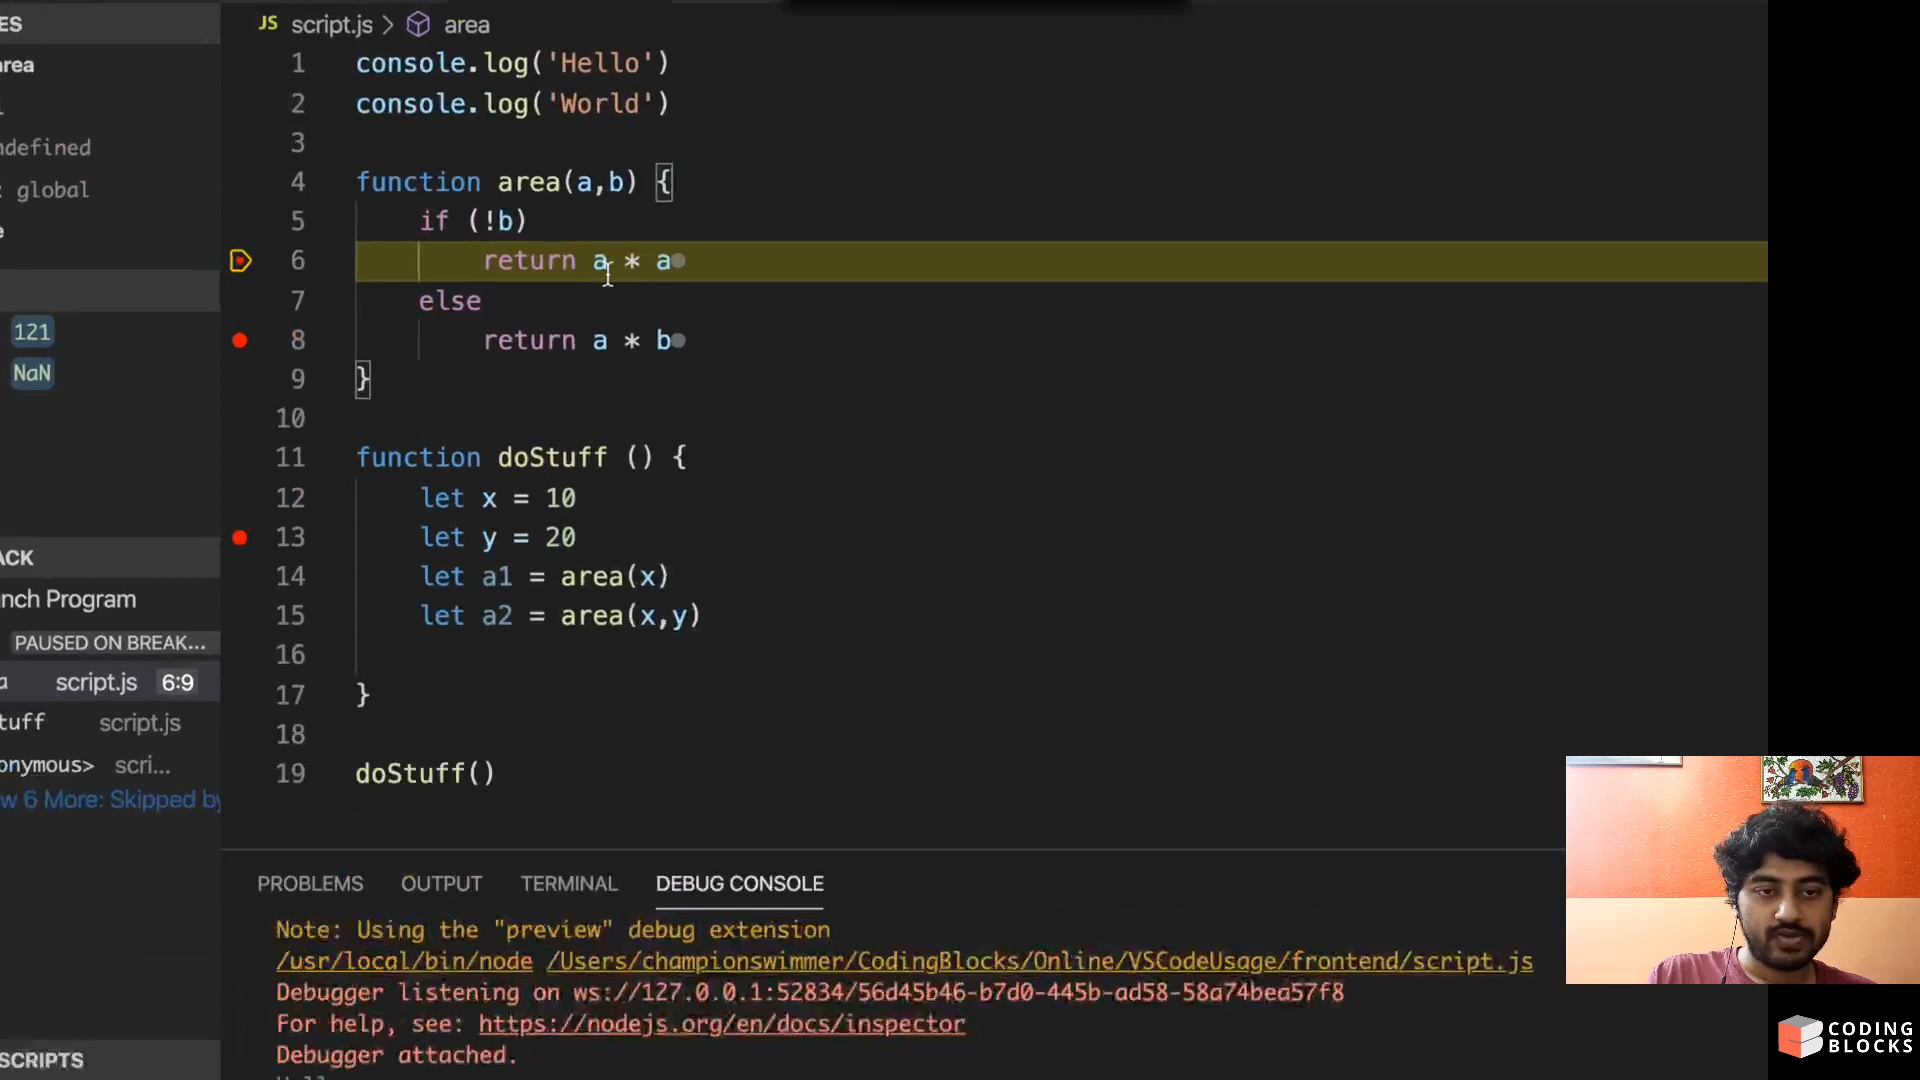 ES
area
ndefined
: global
e
121
NaN
ACK
nch Program
PAUSED ON BREAK...
a script.js 6:9
tuff script.js
onymous> scri...
w 6 More: Skipped by
SCRIPTS
JS script.js > area
1 console.log('Hello')
2 console.log('World')
3
4 function area(a,b) {
5 if (!b)
6 return a * a
7 else
8 return a * b
9 }
10
11 function doStuff () {
12 let x = 10
13 let y = 20
14 let a1 = area(x)
15 let a2 = area(x,y)
16
17 }
18
19 doStuff()
PROBLEMS OUTPUT TERMINAL DEBUG CONSOLE
Note: Using the "preview" debug extension
/usr/local/bin/node /Users/championswimmer/CodingBlocks/Online/VSCodeUsage/frontend/script.js
Debugger listening on ws://127.0.0.1:52834/56d45b46-b7d0-445b-ad58-58a74bea57f8
For help, see: https://nodejs.org/en/docs/inspector
Debugger attached.
CODING
BLOCKS